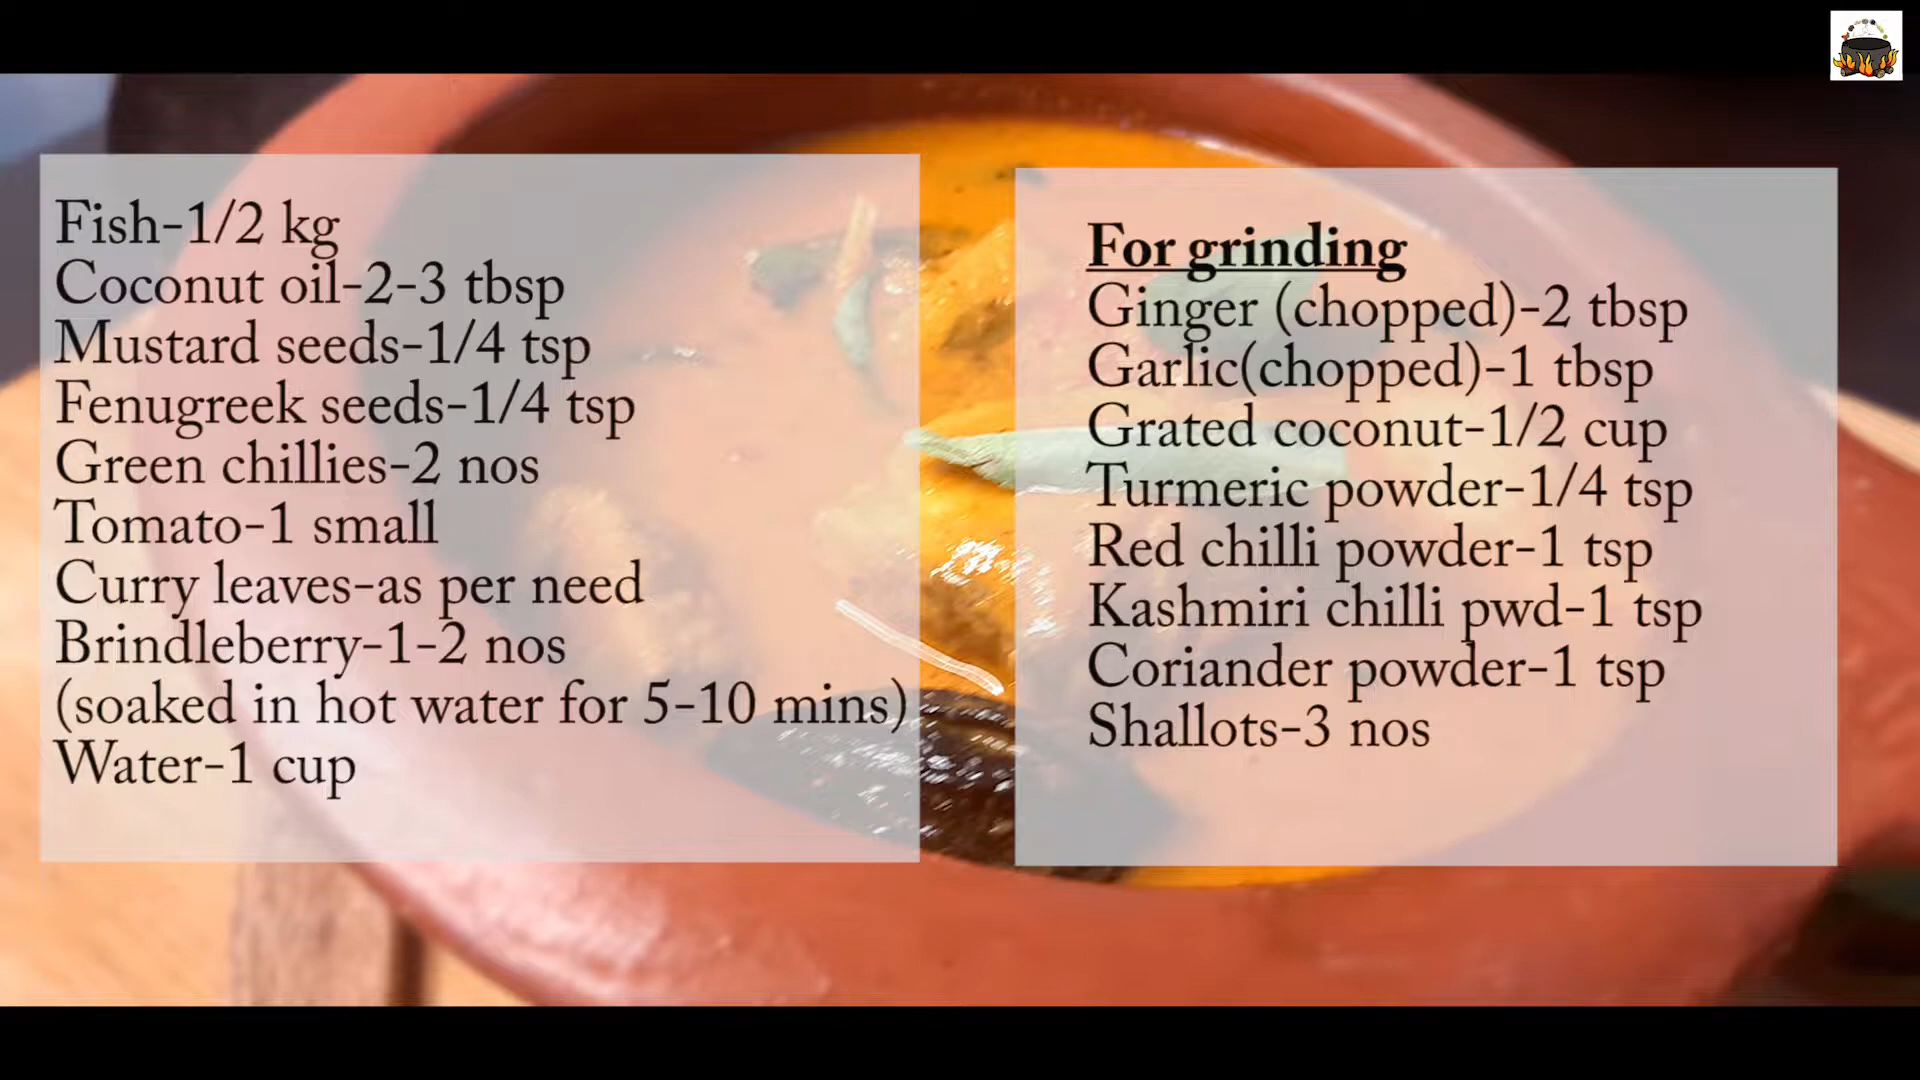 Fish-1/2 kg
Coconut oil-2-3 tbsp
Mustard seeds-1/4 tsp
Fenugreek seeds-1/4 tsp
Green chillies-2 nos
Tomato-1 small
Curry leaves-as per need
Brindleberry-1-2 nos
(soaked in hot water for 5-10 mins)
Water-1 cup
For grinding
Ginger (chopped)-2 tbsp
Garlic(chopped)-1 tbsp
Grated coconut-1/2 cup
Turmeric powder-1/4 tsp
Red chilli powder-1 tsp
Kashmiri chilli pwd-1 tsp
Coriander powder-1 tsp
Shallots-3 nos